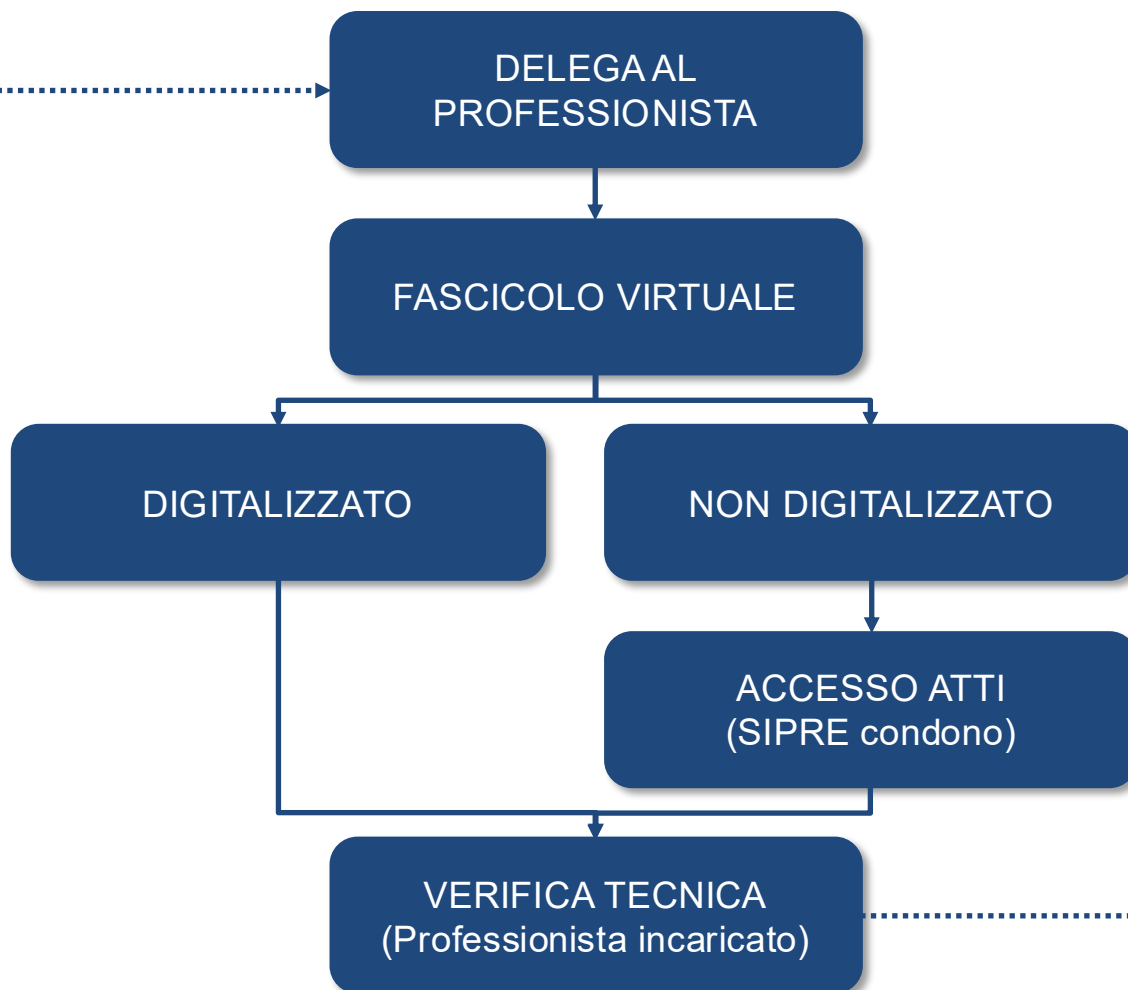 DELEGA AL
PROFESSIONISTA
FASCICOLO VIRTUALE
DIGITALIZZATO
NON DIGITALIZZATO
ACCESSO ATTI
(SIPRE condono)
VERIFICA TECNICA
(Professionista incaricato)